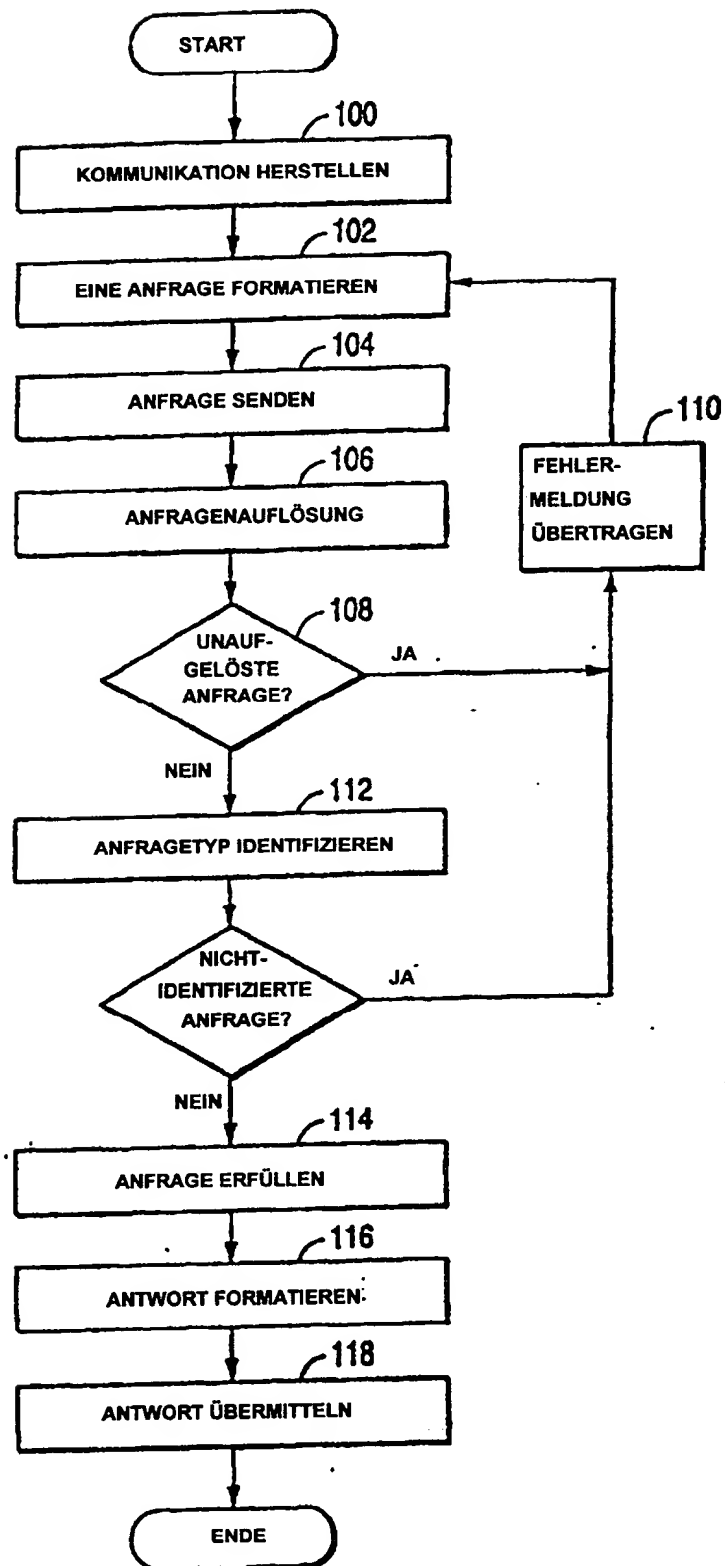 START
100
KOMMUNIKATION HERSTELLEN
102
EINE ANFRAGE FORMATIEREN
104
ANFRAGE SENDEN
106
ANFRAGENAUFLÖSUNG
110
FEHLER-
MELDUNG
ÜBERTRAGEN
108
UNAUF-
GELÖSTE
ANFRAGE?
JA
NEIN
112
ANFRAGETYP IDENTIFIZIEREN
NICHT-
IDENTIFIZIERTE
ANFRAGE?
JA
NEIN
114
ANFRAGE ERFÜLLEN
116
ANTWORT FORMATIEREN
118
ANTWORT ÜBERMITTELN
ENDE